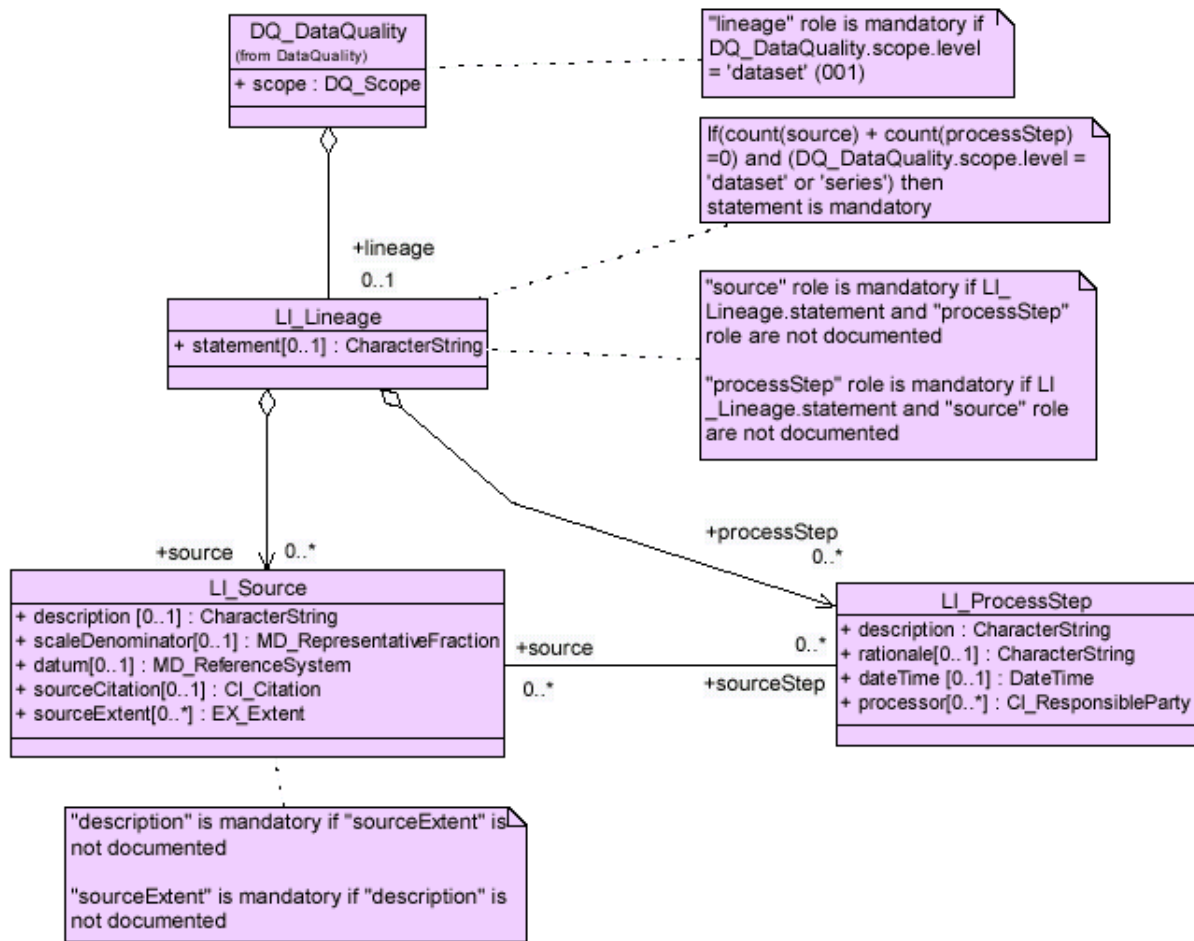 DQ_DataQuality
(from DataQuality)
+ scope : DQ_Scope
"lineage" role is mandatory if
DQ_DataQuality.scope.level
= 'dataset' (001)
If(count(source) + count(processStep)
=0) and (DQ_DataQuality.scope.level =
'dataset' or 'series') then
statement is mandatory
+lineage
0..1
LI_Lineage
+ statement[0..1] : CharacterString
"source" role is mandatory if LI_
Lineage.statement and "processStep"
role are not documented
"processStep" role is mandatory if LI
_Lineage.statement and "source" role
are not documented
+source
0..*
+processStep
0..*
LI_Source
+ description [0..1] : CharacterString
+ scaleDenominator[0..1] : MD_RepresentativeFraction
+ datum[0..1] : MD_ReferenceSystem
+ sourceCitation[0..1] : CI_Citation
+ sourceExtent[0..*] : EX_Extent
+source
0..*
0..*
+sourceStep
LI_ProcessStep
+ description : CharacterString
+ rationale[0..1] : CharacterString
+ dateTime [0..1] : DateTime
+ processor[0..*] : CI_ResponsibleParty
"description" is mandatory if "sourceExtent" is
not documented
"sourceExtent" is mandatory if "description" is
not documented